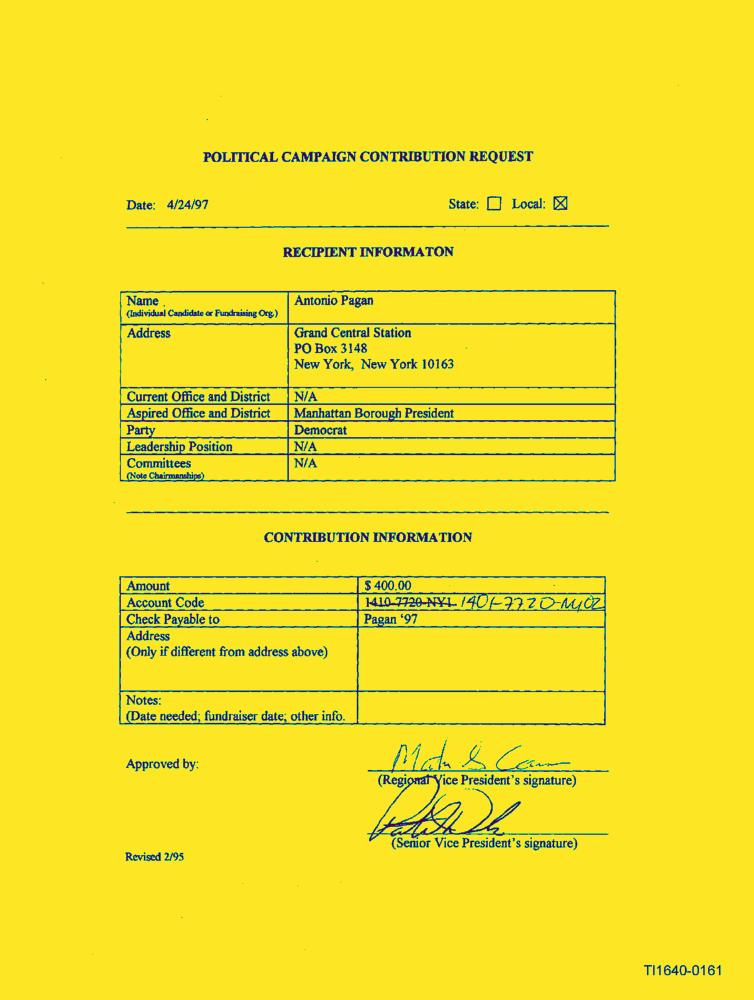 POLITICAL CAMPAIGN CONTRIBUTION REQUEST
Date: 4/24/97 State: ☐ Local: ☒
RECIPIENT INFORMATON
Name Antonio Pagan
(Individual Candidate or Fundraising Org.)
Address Grand Central Station
PO Box 3148
New York, New York 10163
Current Office and District N/A
Aspired Office and District Manhattan Borough President
Party Democrat
Leadership Position N/A
Committees N/A
(Note Chairmanships)
CONTRIBUTION INFORMATION
Amount $ 400.00
Account Code 1410-7720-NY1 1401-7720-NY02
Check Payable to Pagan '97
Address
(Only if different from address above)
Notes:
(Date needed; fundraiser date; other info.
Approved by:
(Regional Vice President's signature)
(Senior Vice President's signature)
Revised 2/95
TI1640-0161